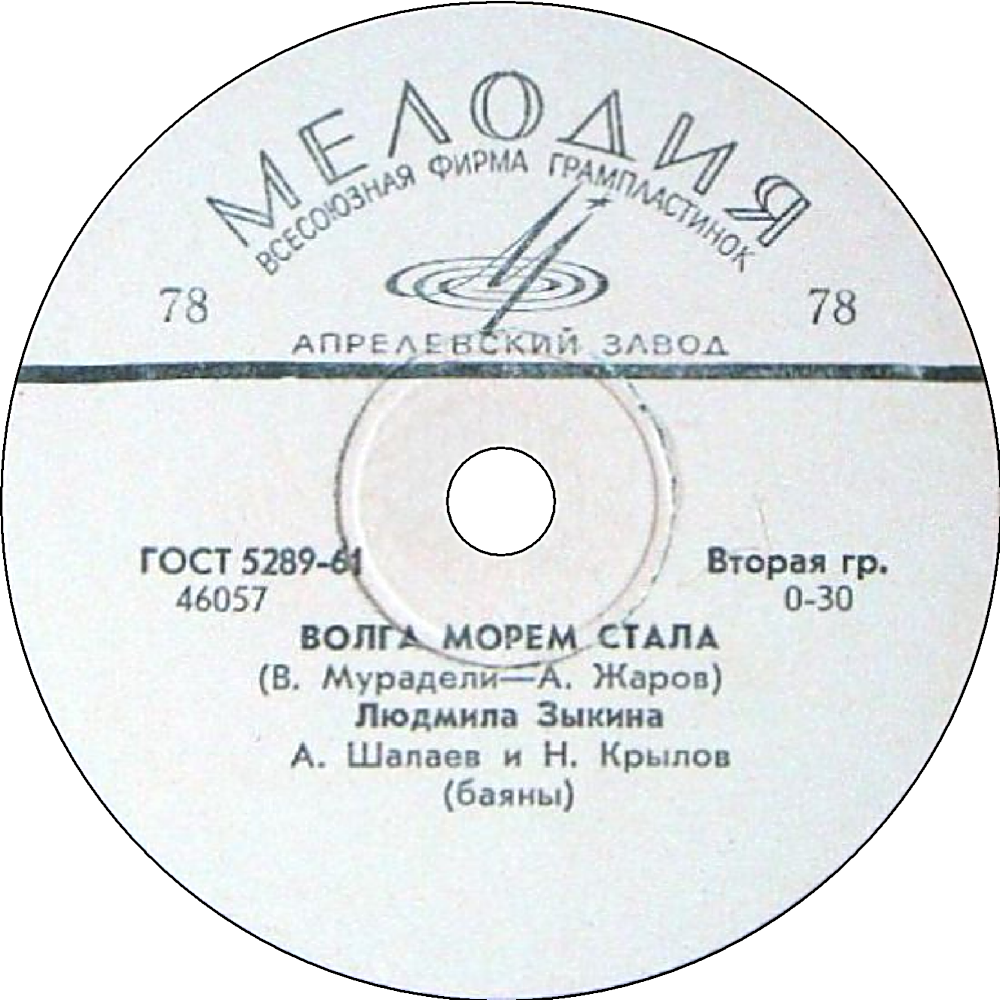 МЕЛОДИЯ
ВСЕСОЮЗНАЯ ФИРМА ГРАМПЛАСТИНОК
78 78
АПРЕЛЕВСКИЙ ЗАВОД
ГОСТ 5289-61 Вторая гр.
46057 0-30
ВОЛГА МОРЕМ СТАЛА
(В. Мурадели—А. Жаров)
Людмила Зыкина
А. Шалаев и Н. Крылов
(баяны)